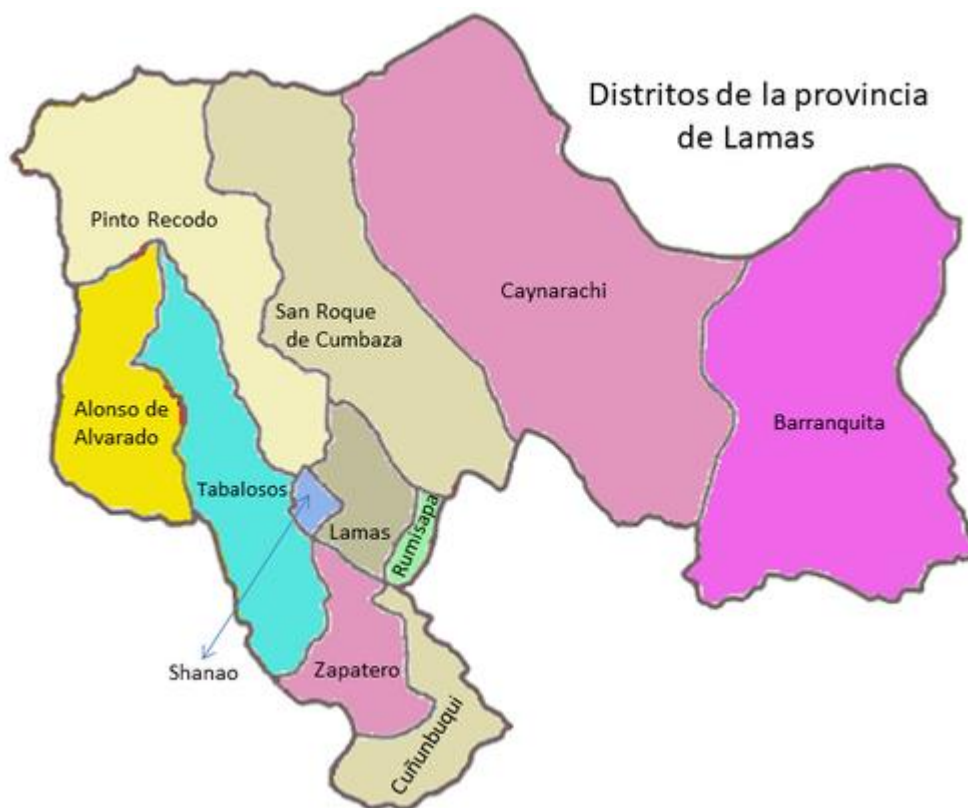 Distritos de la provincia
de Lamas
Pinto Recodo
Caynarachi
San Roque
de Cumbaza
Alonso de
Alvarado
Barranquita
Tabalosos
Rumisapa
Lamas
Shanao
Zapatero
Cuñunbuqui